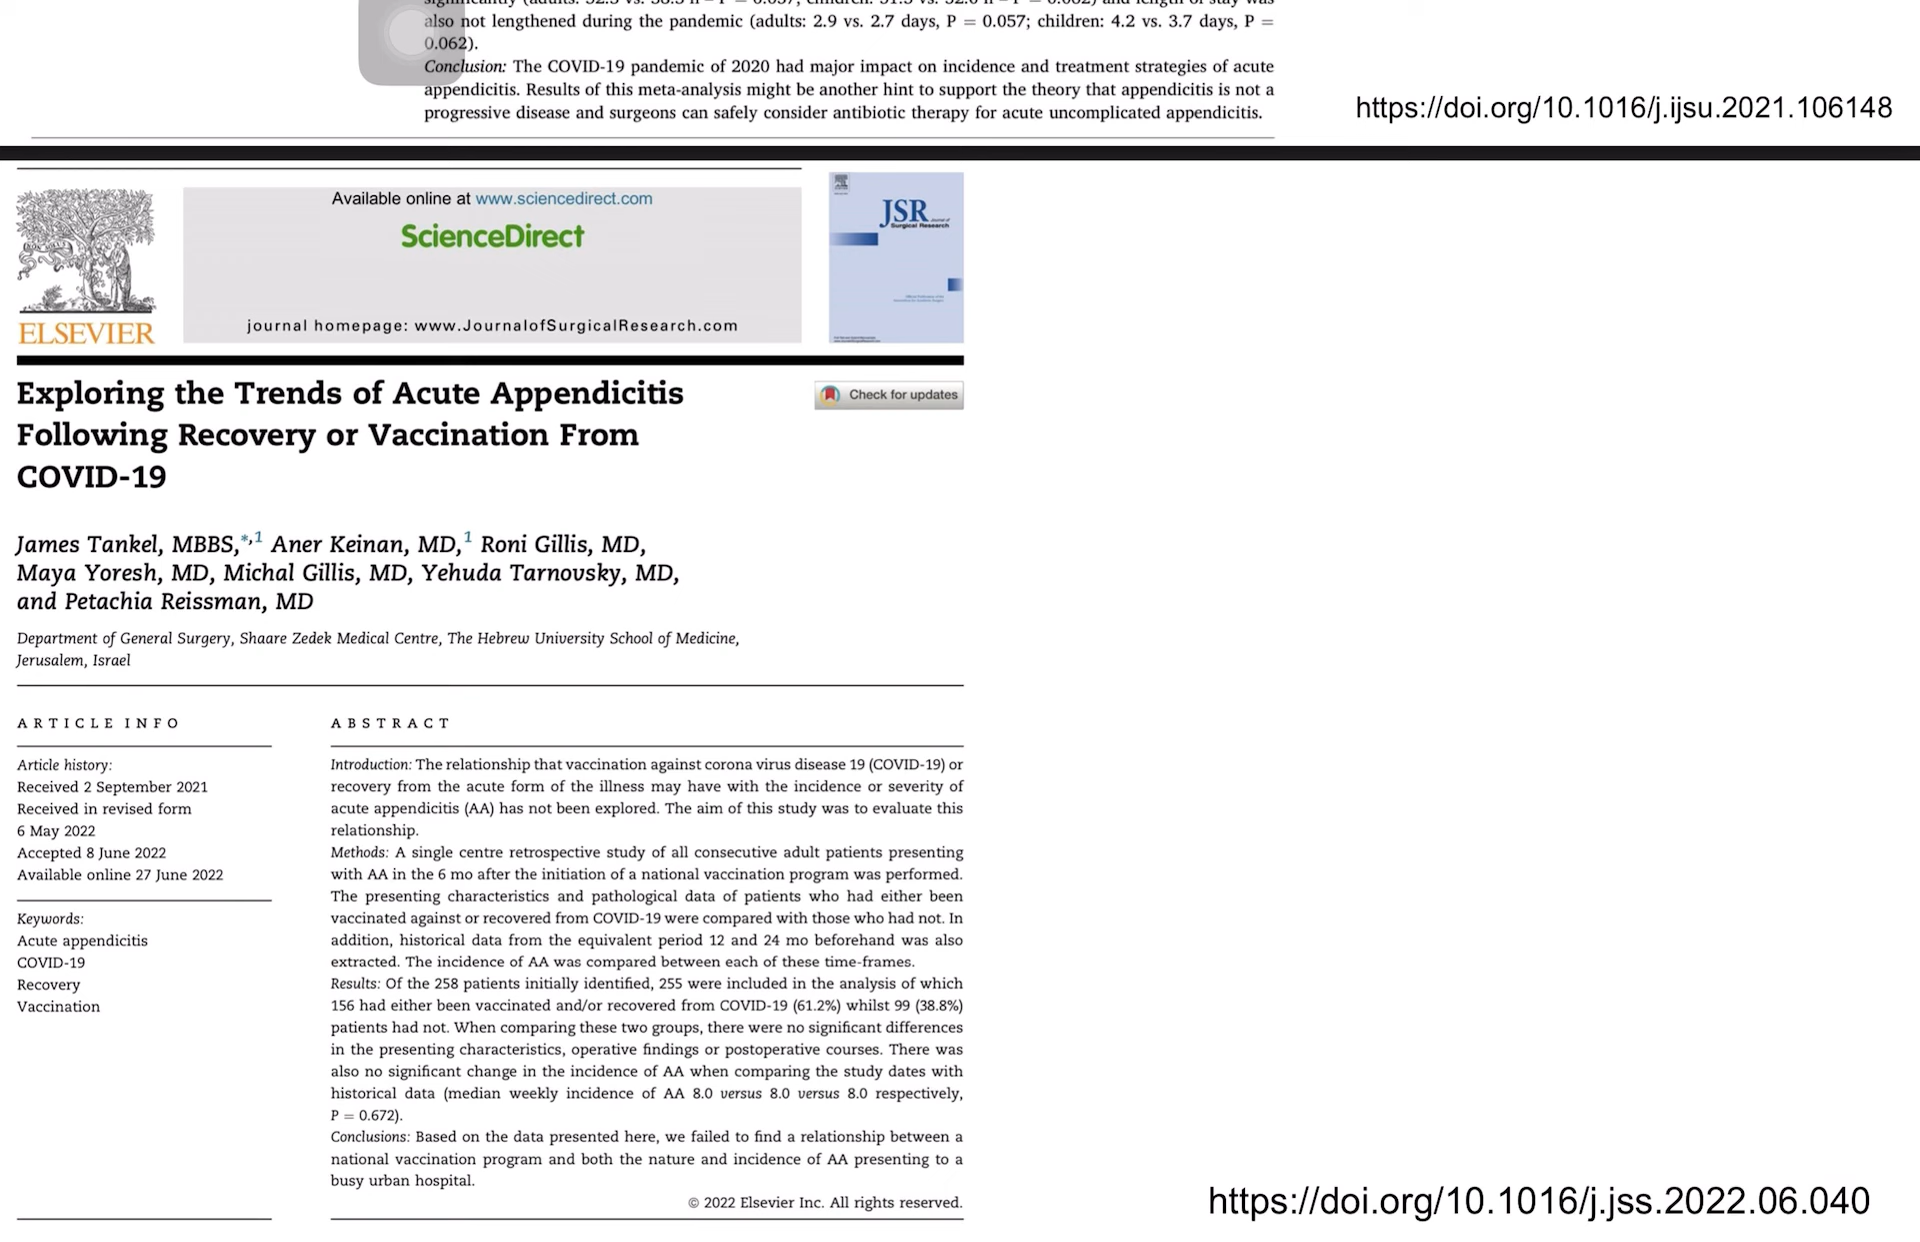 also not lengthened during the pandemic (adults: 2.9 vs. 2.7 days, P = 0.057; children: 4.2 vs. 3.7 days, P =
0.062).
Conclusion: The COVID-19 pandemic of 2020 had major impact on incidence and treatment strategies of acute
appendicitis. Results of this meta-analysis might be another hint to support the theory that appendicitis is not a
progressive disease and surgeons can safely consider antibiotic therapy for acute uncomplicated appendicitis.
https://doi.org/10.1016/j.ijsu.2021.106148
ELSEVIER
Available online at www.sciencedirect.com
ScienceDirect
journal homepage: www.JournalofSurgicalResearch.com
JSR Journal of
Surgical Research
Exploring the Trends of Acute Appendicitis
Following Recovery or Vaccination From
COVID-19
Check for updates
James Tankel, MBBS,*,1 Aner Keinan, MD,1 Roni Gillis, MD,
Maya Yoresh, MD, Michal Gillis, MD, Yehuda Tarnovsky, MD,
and Petachia Reissman, MD
Department of General Surgery, Shaare Zedek Medical Centre, The Hebrew University School of Medicine,
Jerusalem, Israel
ARTICLE INFO
Article history:
Received 2 September 2021
Received in revised form
6 May 2022
Accepted 8 June 2022
Available online 27 June 2022
Keywords:
Acute appendicitis
COVID-19
Recovery
Vaccination
ABSTRACT
Introduction: The relationship that vaccination against corona virus disease 19 (COVID-19) or
recovery from the acute form of the illness may have with the incidence or severity of
acute appendicitis (AA) has not been explored. The aim of this study was to evaluate this
relationship.
Methods: A single centre retrospective study of all consecutive adult patients presenting
with AA in the 6 mo after the initiation of a national vaccination program was performed.
The presenting characteristics and pathological data of patients who had either been
vaccinated against or recovered from COVID-19 were compared with those who had not. In
addition, historical data from the equivalent period 12 and 24 mo beforehand was also
extracted. The incidence of AA was compared between each of these time-frames.
Results: Of the 258 patients initially identified, 255 were included in the analysis of which
156 had either been vaccinated and/or recovered from COVID-19 (61.2%) whilst 99 (38.8%)
patients had not. When comparing these two groups, there were no significant differences
in the presenting characteristics, operative findings or postoperative courses. There was
also no significant change in the incidence of AA when comparing the study dates with
historical data (median weekly incidence of AA 8.0 versus 8.0 versus 8.0 respectively,
P = 0.672).
Conclusions: Based on the data presented here, we failed to find a relationship between a
national vaccination program and both the nature and incidence of AA presenting to a
busy urban hospital.
© 2022 Elsevier Inc. All rights reserved.
https://doi.org/10.1016/j.jss.2022.06.040